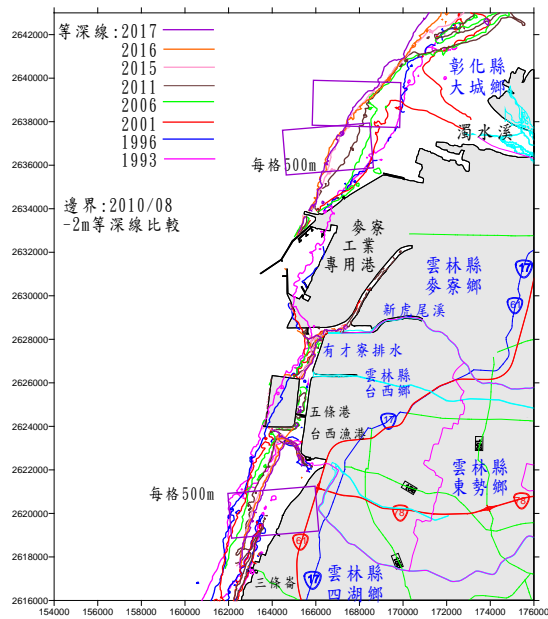 等深線:2017
2016
2015
2011
2006
2001
1996
1993
邊界:2010/08
-2m等深線比較
每格500m
每格500m
彰化縣
大城鄉
濁水溪
麥寮
工業
專用港
雲林縣
麥寮鄉
17
61
新虎尾溪
有才寮排水
雲林縣
台西鄉
17
五條港
台西漁港
雲林縣
東勢鄉
78
78
61
三條崙
17
雲林縣
四湖鄉
2642000
2640000
2638000
2636000
2634000
2632000
2630000
2628000
2626000
2624000
2622000
2620000
2618000
2616000
154000
156000
158000
160000
162000
164000
166000
168000
170000
172000
174000
176000